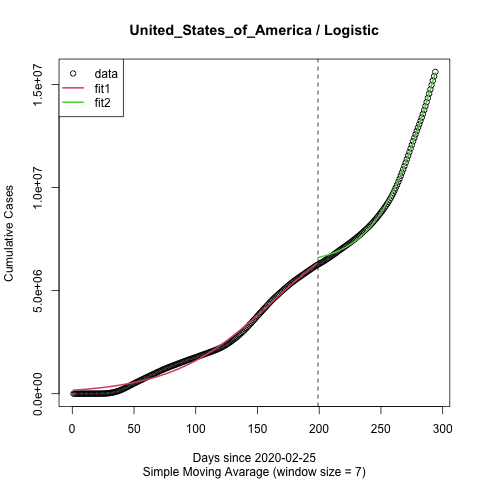 United_States_of_America / Logistic
data
fit1
fit2
Cumulative Cases
0.0e+00
5.0e+06
1.0e+07
1.5e+07
0
50
100
150
200
250
300
Days since 2020-02-25
Simple Moving Avarage (window size = 7)